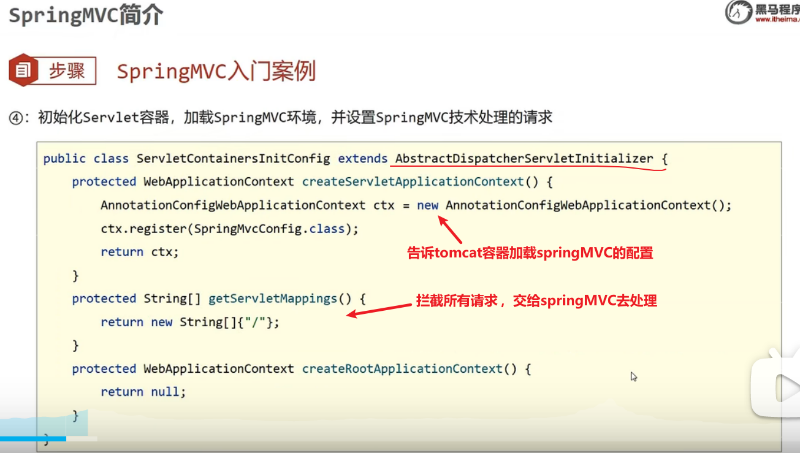 SpringMVC简介
黑马程序
www.itheima.
步骤
SpringMVC入门案例
④：初始化Servlet容器，加载SpringMVC环境，并设置SpringMVC技术处理的请求
public class ServletContainersInitConfig extends AbstractDispatcherServletInitializer {
protected WebApplicationContext createServletApplicationContext() {
AnnotationConfigWebApplicationContext ctx = new AnnotationConfigWebApplicationContext();
ctx.register(SpringMvcConfig.class);
return ctx;
告诉tomcat容器加载springMVC的配置
}
protected String[] getServletMappings() {
拦截所有请求，交给springMVC去处理
return new String[]{"/"};
}
protected WebApplicationContext createRootApplicationContext() {
return null;
}
}